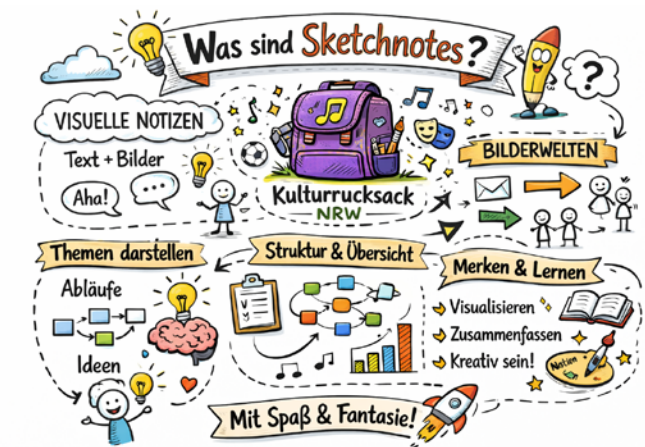 Was sind Sketchnotes?
?
VISUELLE NOTIZEN
Text + Bilder
Aha!
Kulturrucksack
NRW
BILDERWELTEN
Themen darstellen
Abläufe
Ideen
Struktur & Übersicht
Merken & Lernen
Visualisieren
Zusammenfassen
Kreativ sein!
Mit Spaß & Fantasie!